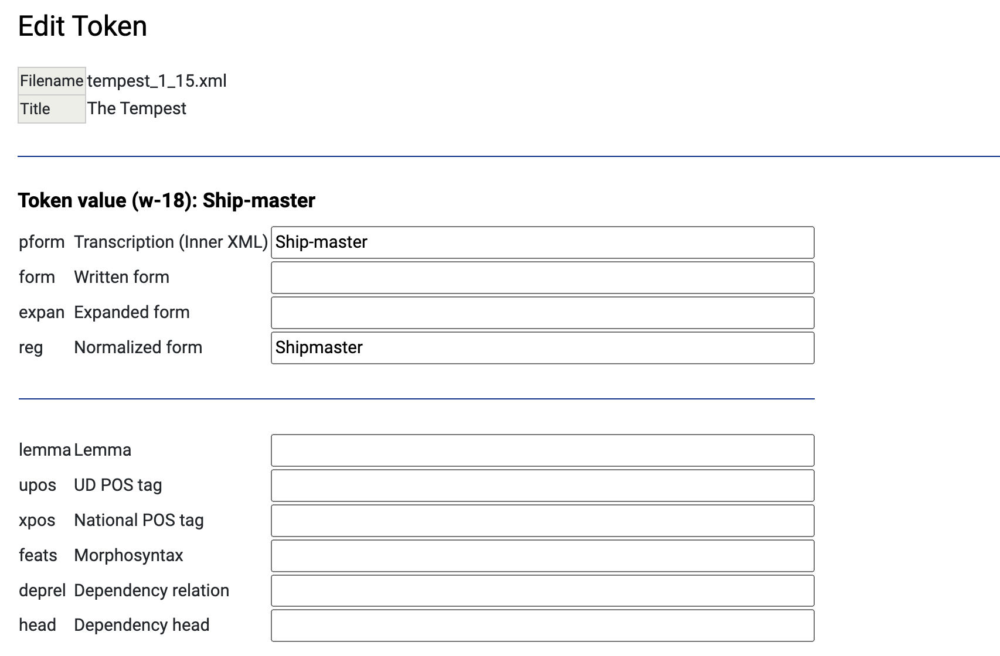 Edit Token
Filename tempest_1_15.xml
Title The Tempest
Token value (w-18): Ship-master
pform Transcription (Inner XML) Ship-master
form Written form
expan Expanded form
reg Normalized form Shipmaster
lemma Lemma
upos UD POS tag
xpos National POS tag
feats Morphosyntax
deprel Dependency relation
head Dependency head